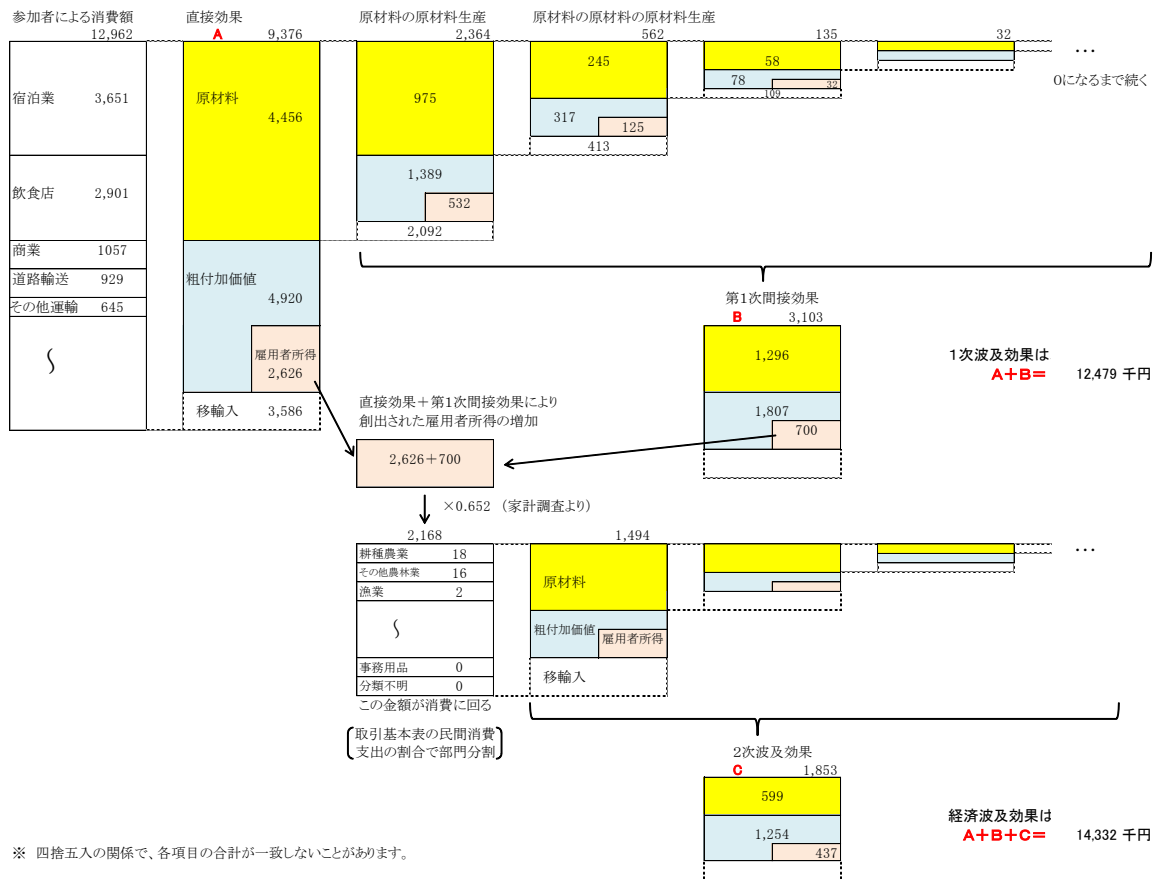 参加者による消費額
12,962
宿泊業 3,651
飲食店 2,901
商業 1057
道路輸送 929
その他運輸 645
∫
直接効果
A 9,376
原材料
4,456
粗付加価値
4,920
雇用者所得
2,626
移輸入 3,586
原材料の原材料生産
2,364
975
1,389
532
2,092
原材料の原材料の原材料生産
562
245
317
125
413
135
58
78
32
109
32
…
0になるまで続く
第1次間接効果
B 3,103
1,296
1,807
700
1次波及効果は
A+B= 12,479 千円
直接効果+第1次間接効果により
創出された雇用者所得の増加
2,626+700
×0.652 (家計調査より)
2,168
耕種農業 18
その他農林業 16
漁業 2
∫
事務用品 0
分類不明 0
この金額が消費に回る
取引基本表の民間消費
支出の割合で部門分割
1,494
原材料
粗付加価値
雇用者所得
移輸入
…
2次波及効果
C 1,853
599
1,254
437
経済波及効果は
A+B+C= 14,332 千円
※ 四捨五入の関係で、各項目の合計が一致しないことがあります。